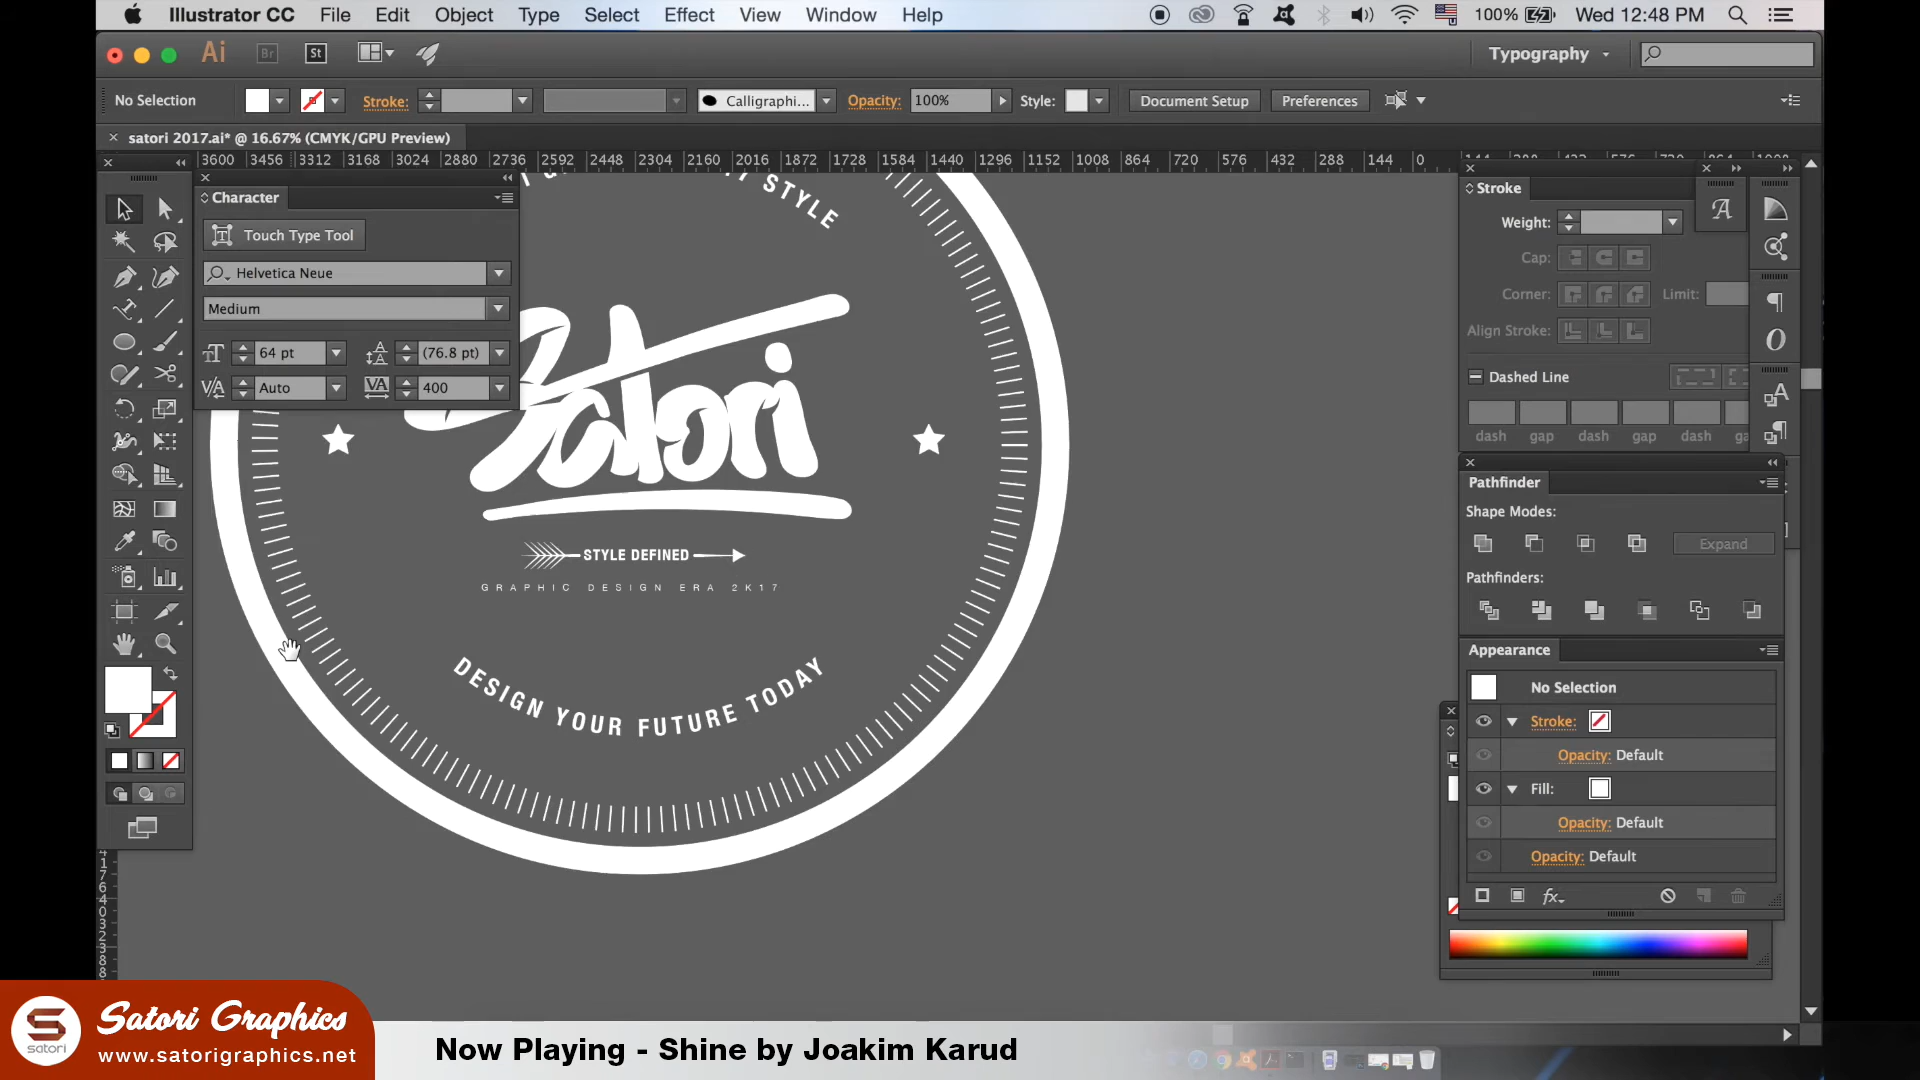 Illustrator CC File Edit Object Type Select Effect View Window Help 100% Wed 12:48 PM
Ai Br St Typography
No Selection Stroke: Calligraphi... Opacity: 100% Style: Document Setup Preferences
satori 2017.ai* @ 16.67% (CMYK/GPU Preview)
3600 3456 3312 3168 3024 2880 2736 2592 2448 2304 2160 2016 1872 1728 1584 1440 1296 1152 1008 864 720 576 432 288 144 0
Character
Touch Type Tool
Helvetica Neue
Medium
64 pt (76.8 pt)
Auto 400
STYLE
Satori
STYLE DEFINED
GRAPHIC DESIGN ERA 2K17
DESIGN YOUR FUTURE TODAY
Stroke
Weight:
Cap:
Corner: Limit:
Align Stroke:
Dashed Line
dash gap dash gap dash gap
Pathfinder
Shape Modes:
Expand
Pathfinders:
Appearance
No Selection
Stroke:
Opacity: Default
Fill:
Opacity: Default
Opacity: Default
fx
Satori Graphics
satori
www.satorigraphics.net
Now Playing - Shine by Joakim Karud